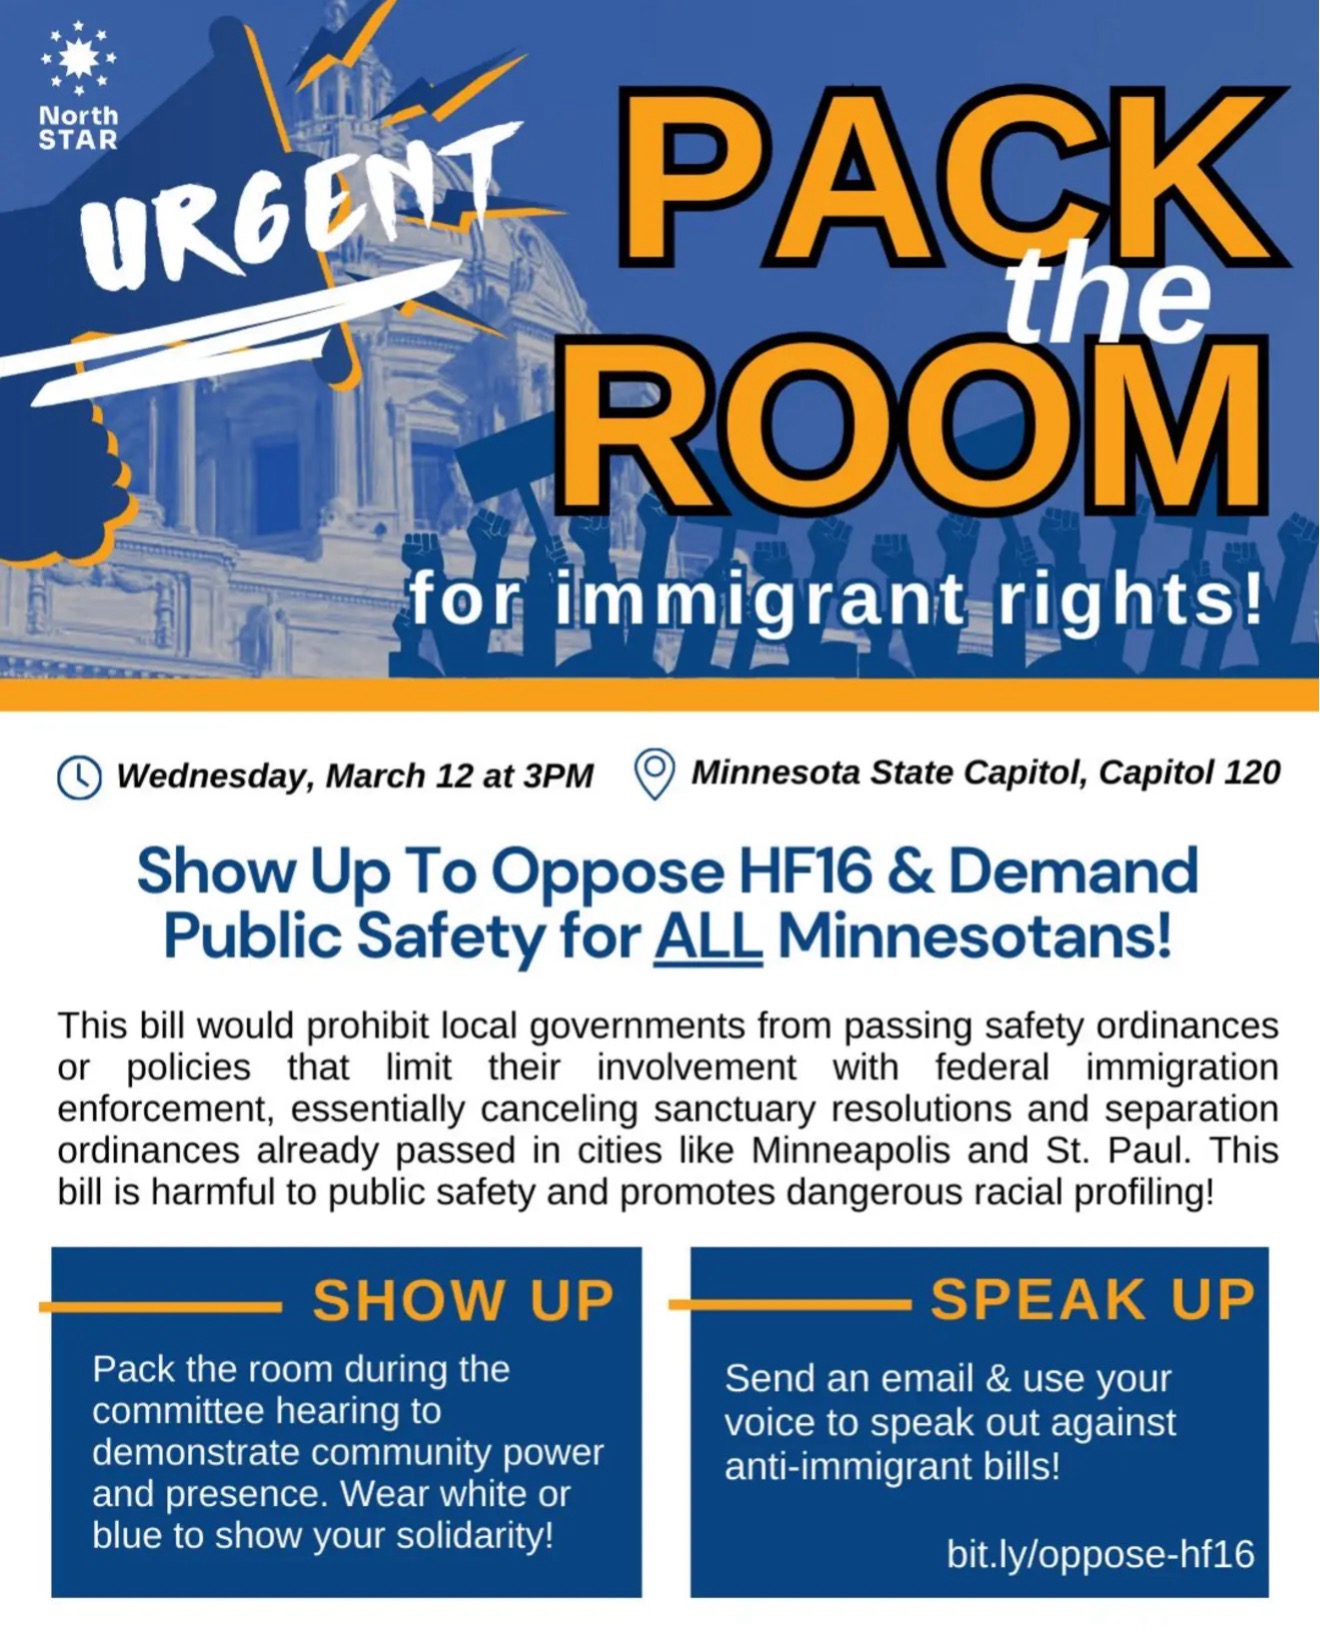 North
STAR
URGENT
PACK
the
ROOM
for immigrant rights!
Wednesday, March 12 at 3PM
Minnesota State Capitol, Capitol 120
Show Up To Oppose HF16 & Demand
Public Safety for ALL Minnesotans!
This bill would prohibit local governments from passing safety ordinances
or policies that limit their involvement with federal immigration
enforcement, essentially canceling sanctuary resolutions and separation
ordinances already passed in cities like Minneapolis and St. Paul. This
bill is harmful to public safety and promotes dangerous racial profiling!
SHOW UP
Pack the room during the
committee hearing to
demonstrate community power
and presence. Wear white or
blue to show your solidarity!
SPEAK UP
Send an email & use your
voice to speak out against
anti-immigrant bills!
bit.ly/oppose-hf16